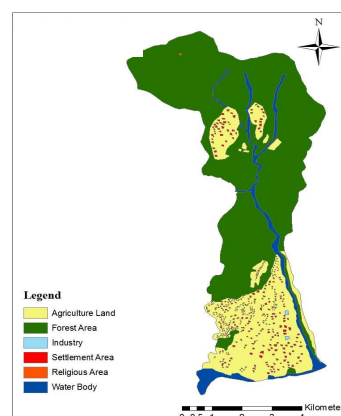 N
Legend
Agriculture Land
Forest Area
Industry
Settlement Area
Religious Area
Water Body
Kilomete